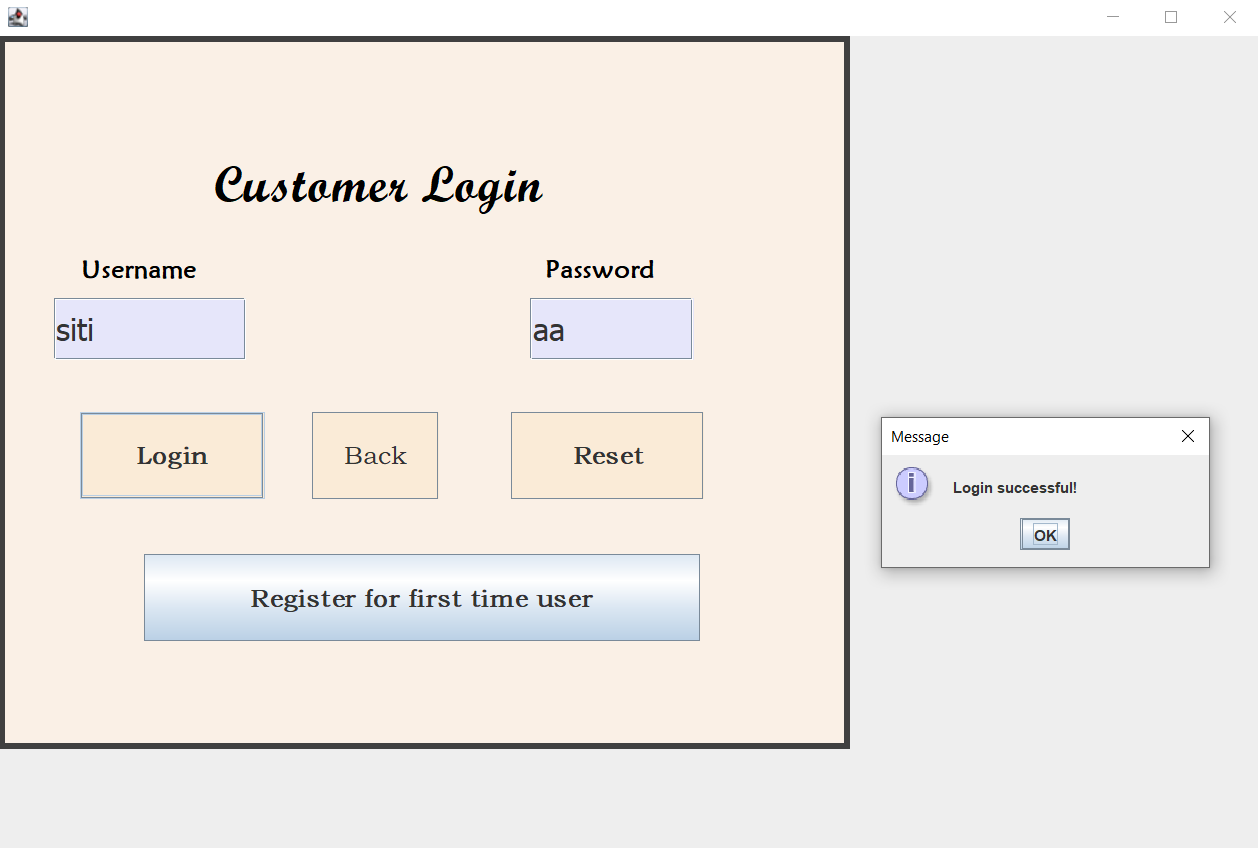 Customer Login
Username
Password
siti
aa
Login
Back
Reset
Register for first time user
Message
i
Login successful!
OK